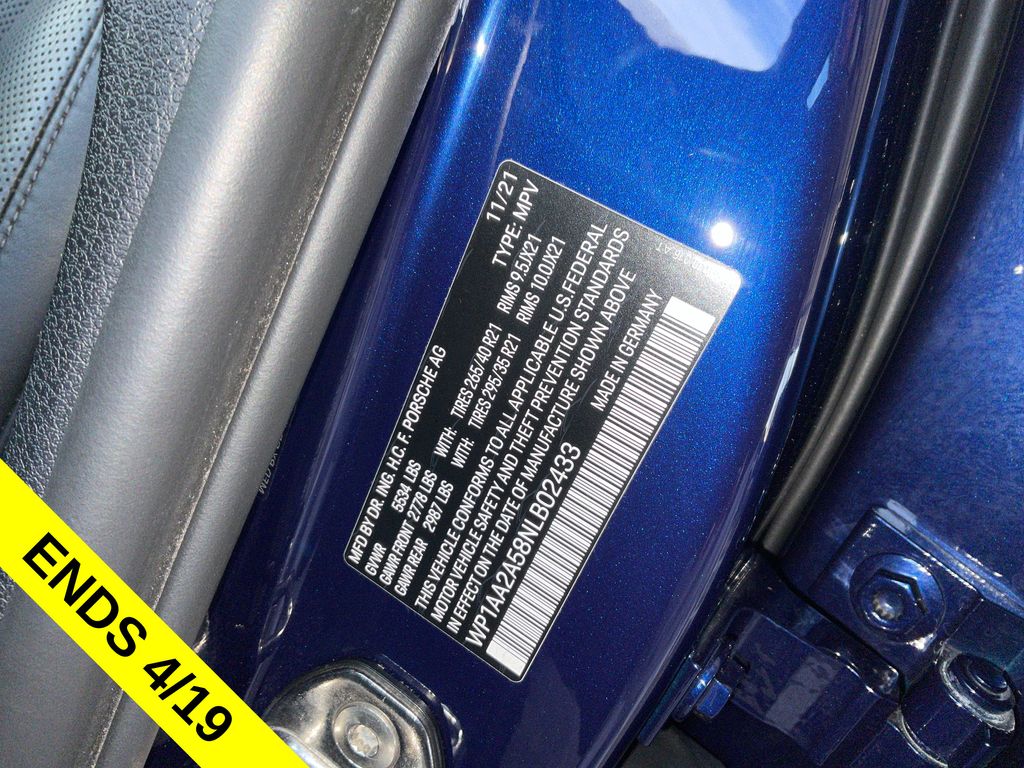 MFD BY DR. ING. H.C. F. PORSCHE AG 11/21
GVWR 5534 LBS TYPE: MPV
GAWR FRONT 2778 LBS WITH: TIRES 265/40 R21 RIMS 9.5JX21
GAWR REAR 2987 LBS WITH: TIRES 295/35 R21 RIMS 10.0JX21
THIS VEHICLE CONFORMS TO ALL APPLICABLE U.S. FEDERAL
MOTOR VEHICLE SAFETY AND THEFT PREVENTION STANDARDS
IN EFFECT ON THE DATE OF MANUFACTURE SHOWN ABOVE
WP1AA2A58NLB02433 MADE IN GERMANY
ENDS 4/19